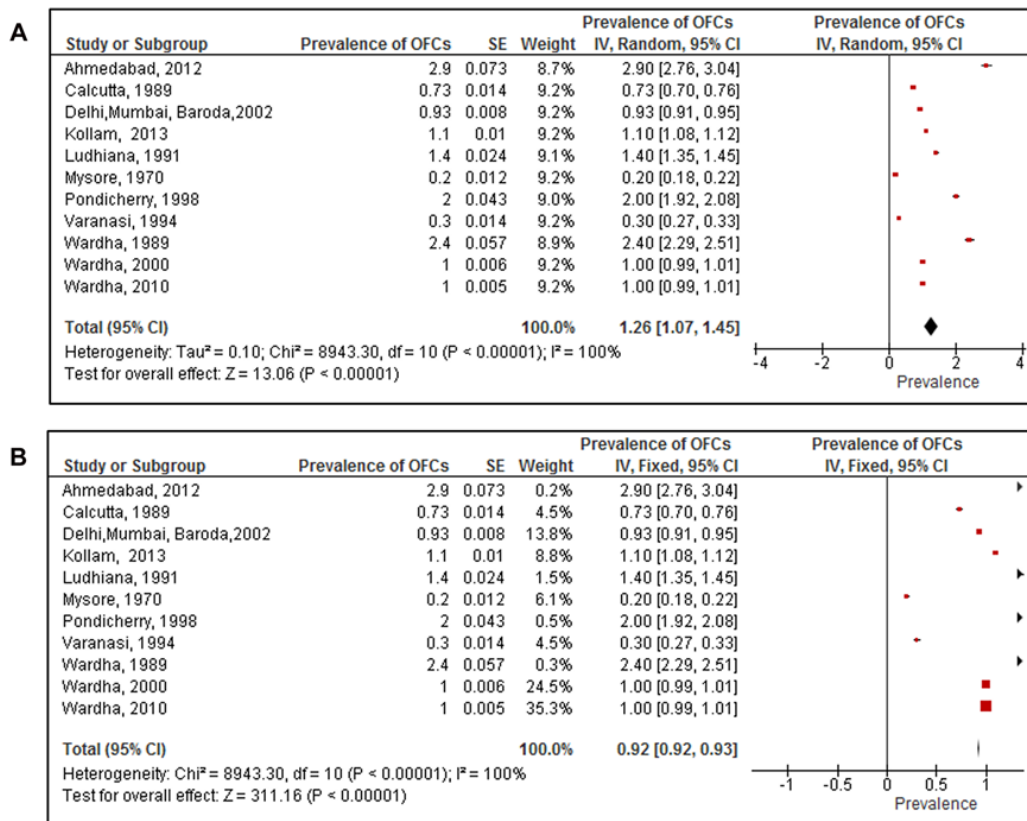 A
Prevalence of OFCs Prevalence of OFCs
Study or Subgroup Prevalence of OFCs SE Weight IV, Random, 95% CI IV, Random, 95% CI
Ahmedabad, 2012 2.9 0.073 8.7% 2.90 [2.76, 3.04]
Calcutta, 1989 0.73 0.014 9.2% 0.73 [0.70, 0.76]
Delhi,Mumbai, Baroda,2002 0.93 0.008 9.2% 0.93 [0.91, 0.95]
Kollam, 2013 1.1 0.01 9.2% 1.10 [1.08, 1.12]
Ludhiana, 1991 1.4 0.024 9.1% 1.40 [1.35, 1.45]
Mysore, 1970 0.2 0.012 9.2% 0.20 [0.18, 0.22]
Pondicherry, 1998 2 0.043 9.0% 2.00 [1.92, 2.08]
Varanasi, 1994 0.3 0.014 9.2% 0.30 [0.27, 0.33]
Wardha, 1989 2.4 0.057 8.9% 2.40 [2.29, 2.51]
Wardha, 2000 1 0.006 9.2% 1.00 [0.99, 1.01]
Wardha, 2010 1 0.005 9.2% 1.00 [0.99, 1.01]
Total (95% CI) 100.0% 1.26 [1.07, 1.45]
Heterogeneity: Tau² = 0.10; Chi² = 8943.30, df = 10 (P < 0.00001); I² = 100%
Test for overall effect: Z = 13.06 (P < 0.00001)
-4 -2 0 2 4
Prevalence
B
Prevalence of OFCs Prevalence of OFCs
Study or Subgroup Prevalence of OFCs SE Weight IV, Fixed, 95% CI IV, Fixed, 95% CI
Ahmedabad, 2012 2.9 0.073 0.2% 2.90 [2.76, 3.04]
Calcutta, 1989 0.73 0.014 4.5% 0.73 [0.70, 0.76]
Delhi,Mumbai, Baroda,2002 0.93 0.008 13.8% 0.93 [0.91, 0.95]
Kollam, 2013 1.1 0.01 8.8% 1.10 [1.08, 1.12]
Ludhiana, 1991 1.4 0.024 1.5% 1.40 [1.35, 1.45]
Mysore, 1970 0.2 0.012 6.1% 0.20 [0.18, 0.22]
Pondicherry, 1998 2 0.043 0.5% 2.00 [1.92, 2.08]
Varanasi, 1994 0.3 0.014 4.5% 0.30 [0.27, 0.33]
Wardha, 1989 2.4 0.057 0.3% 2.40 [2.29, 2.51]
Wardha, 2000 1 0.006 24.5% 1.00 [0.99, 1.01]
Wardha, 2010 1 0.005 35.3% 1.00 [0.99, 1.01]
Total (95% CI) 100.0% 0.92 [0.92, 0.93]
Heterogeneity: Chi² = 8943.30, df = 10 (P < 0.00001); I² = 100%
Test for overall effect: Z = 311.16 (P < 0.00001)
-1 -0.5 0 0.5 1
Prevalence